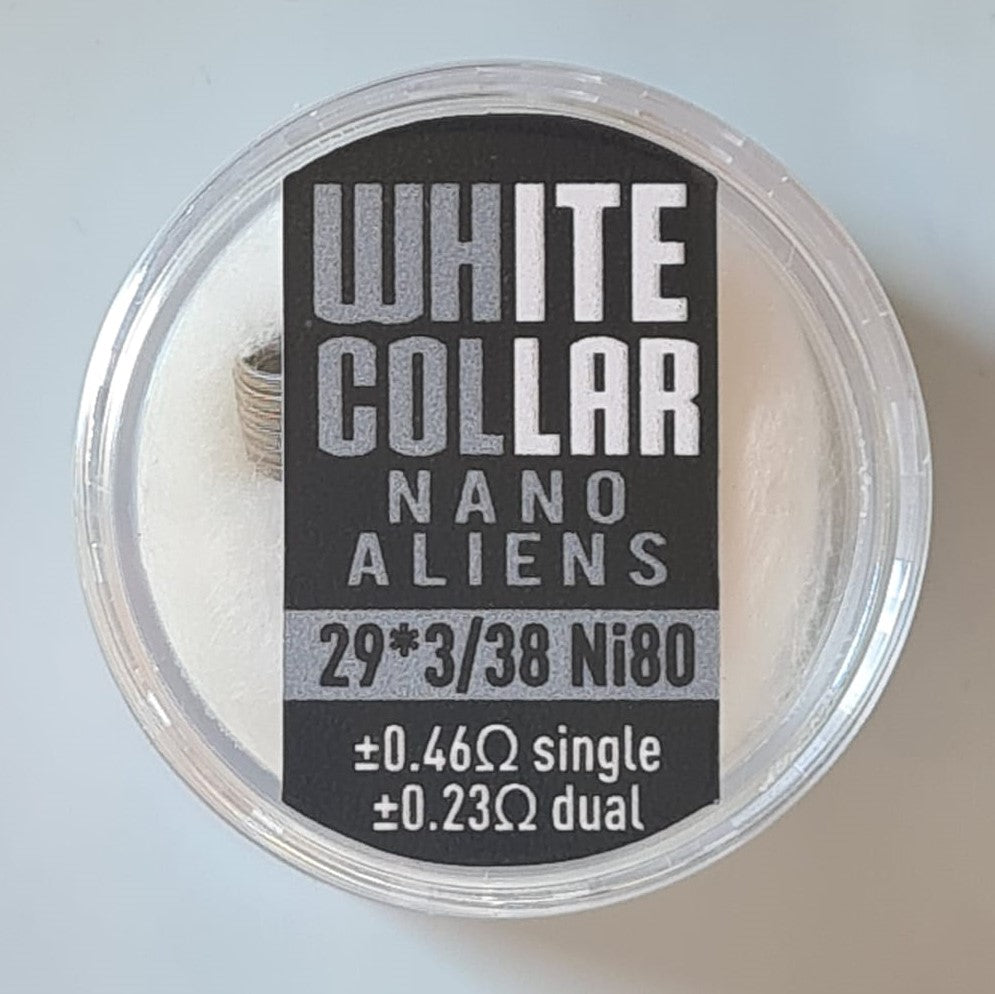 WHITE
COLLAR
NANO
ALIENS
29*3/38 Ni80
±0.46Ω single
±0.23Ω dual